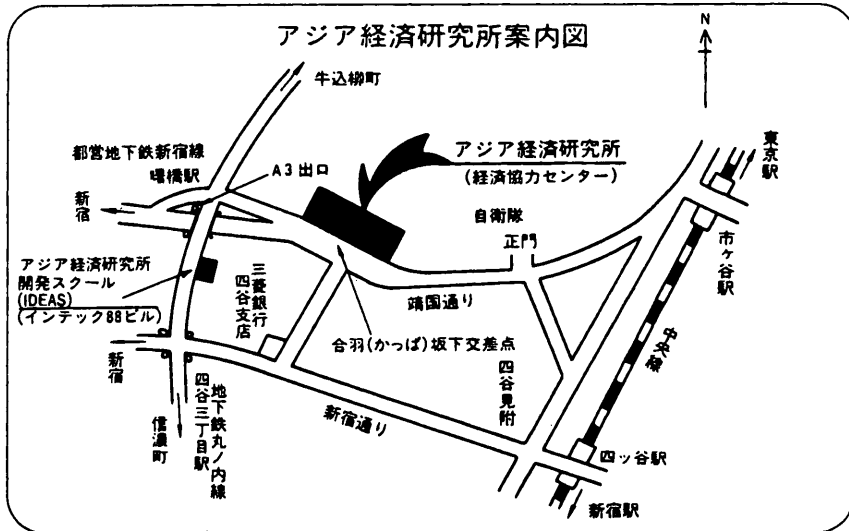 アジア経済研究所案内図
N
牛込柳町
東京駅
都営地下鉄新宿線
曙橋駅
A3出口
アジア経済研究所
(経済協力センター)
新宿
自衛隊
正門
市ヶ谷駅
アジア経済研究所
開発スクール
(IDEAS)
(インテック88ビル)
三菱銀行
四谷支店
靖国通り
合羽(かっぱ)坂下交差点
中央線
新宿
四谷見附
地下鉄丸ノ内線
四谷三丁目駅
信濃町
新宿通り
四ッ谷駅
新宿駅